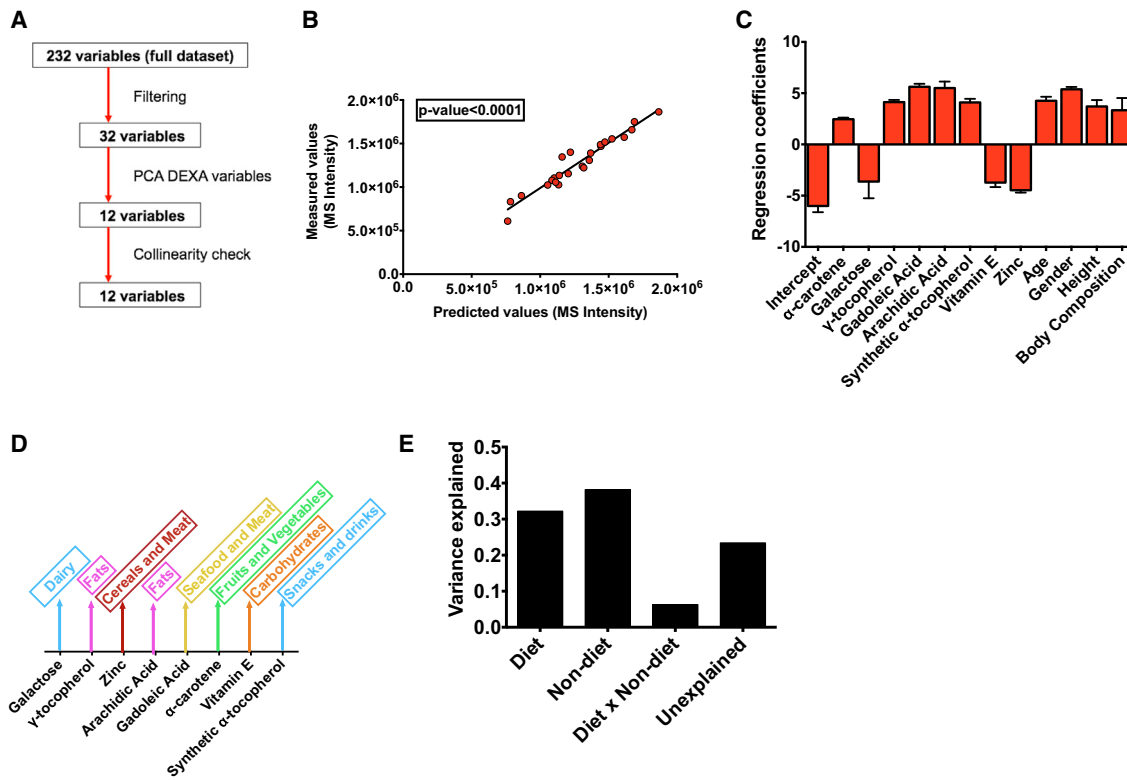 A
232 variables (full dataset)
Filtering
32 variables
PCA DEXA variables
12 variables
Collinearity check
12 variables
B
p-value<0.0001
Measured values
(MS Intensity)
2.0×10⁶
1.5×10⁶
1.0×10⁶
5.0×10⁵
0.0
0.0
5.0×10⁵
1.0×10⁶
1.5×10⁶
2.0×10⁶
Predicted values (MS Intensity)
C
Regression coefficients
10
5
0
-5
-10
Intercept
α-carotene
Galactose
γ-tocopherol
Gadoleic Acid
Arachidic Acid
Synthetic α-tocopherol
Vitamin E
Zinc
Age
Gender
Height
Body Composition
D
Dairy
Fats
Cereals and Meat
Fats
Seafood and Meat
Fruits and Vegetables
Carbohydrates
Snacks and drinks
Galactose
γ-tocopherol
Zinc
Arachidic Acid
Gadoleic Acid
α-carotene
Vitamin E
Synthetic α-tocopherol
E
Variance explained
0.5
0.4
0.3
0.2
0.1
0.0
Diet
Non-diet
Diet x Non-diet
Unexplained